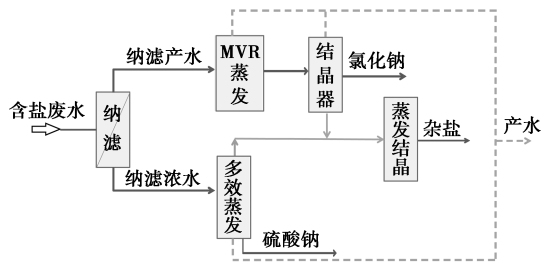 含盐废水
纳滤
纳滤产水
MVR
蒸
发
结
晶
器
氯化钠
纳滤浓水
多
效
蒸
发
硫酸钠
蒸
发
结
晶
杂盐
产水